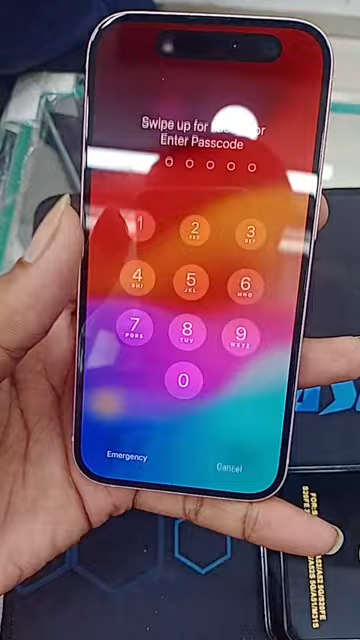 Swipe up for or
Enter Passcode
1
2
ABC
3
DEF
4
GHI
5
JKL
6
MNO
7
PQRS
8
TUV
9
WXYZ
0
Emergency
Cancel